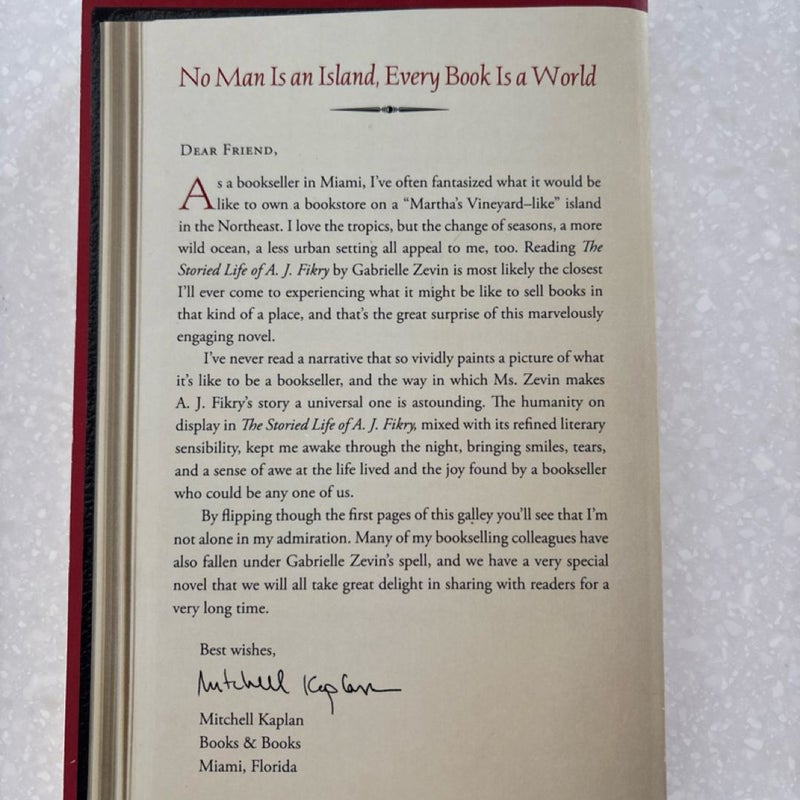 No Man Is an Island, Every Book Is a World
Dear Friend,
As a bookseller in Miami, I've often fantasized what it would be
like to own a bookstore on a “Martha's Vineyard–like” island
in the Northeast. I love the tropics, but the change of seasons, a more
wild ocean, a less urban setting all appeal to me, too. Reading The
Storied Life of A. J. Fikry by Gabrielle Zevin is most likely the closest
I'll ever come to experiencing what it might be like to sell books in
that kind of a place, and that's the great surprise of this marvelously
engaging novel.
I've never read a narrative that so vividly paints a picture of what
it's like to be a bookseller, and the way in which Ms. Zevin makes
A. J. Fikry's story a universal one is astounding. The humanity on
display in The Storied Life of A. J. Fikry, mixed with its refined literary
sensibility, kept me awake through the night, bringing smiles, tears,
and a sense of awe at the life lived and the joy found by a bookseller
who could be any one of us.
By flipping though the first pages of this galley you'll see that I'm
not alone in my admiration. Many of my bookselling colleagues have
also fallen under Gabrielle Zevin's spell, and we have a very special
novel that we will all take great delight in sharing with readers for a
very long time.
Best wishes,
Mitchell Kaplan
Mitchell Kaplan
Books & Books
Miami, Florida